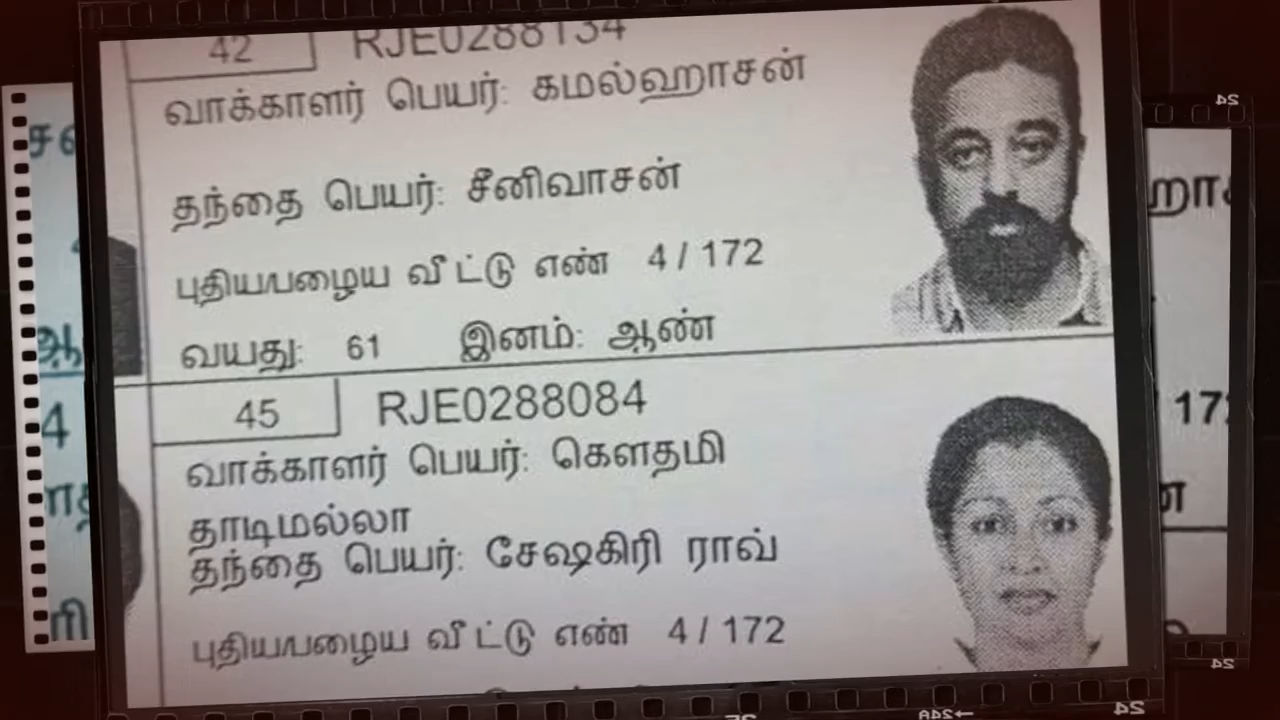 42 RJE0288134
வாக்காளர் பெயர்: கமல்ஹாசன்
தந்தை பெயர்: சீனிவாசன்
புதியபழைய வீட்டு எண் 4 / 172
வயது: 61 இனம்: ஆண்
45 RJE0288084
வாக்காளர் பெயர்: கௌதமி
தாடிமல்லா
தந்தை பெயர்: சேஷகிரி ராவ்
புதியபழைய வீட்டு எண் 4 / 172